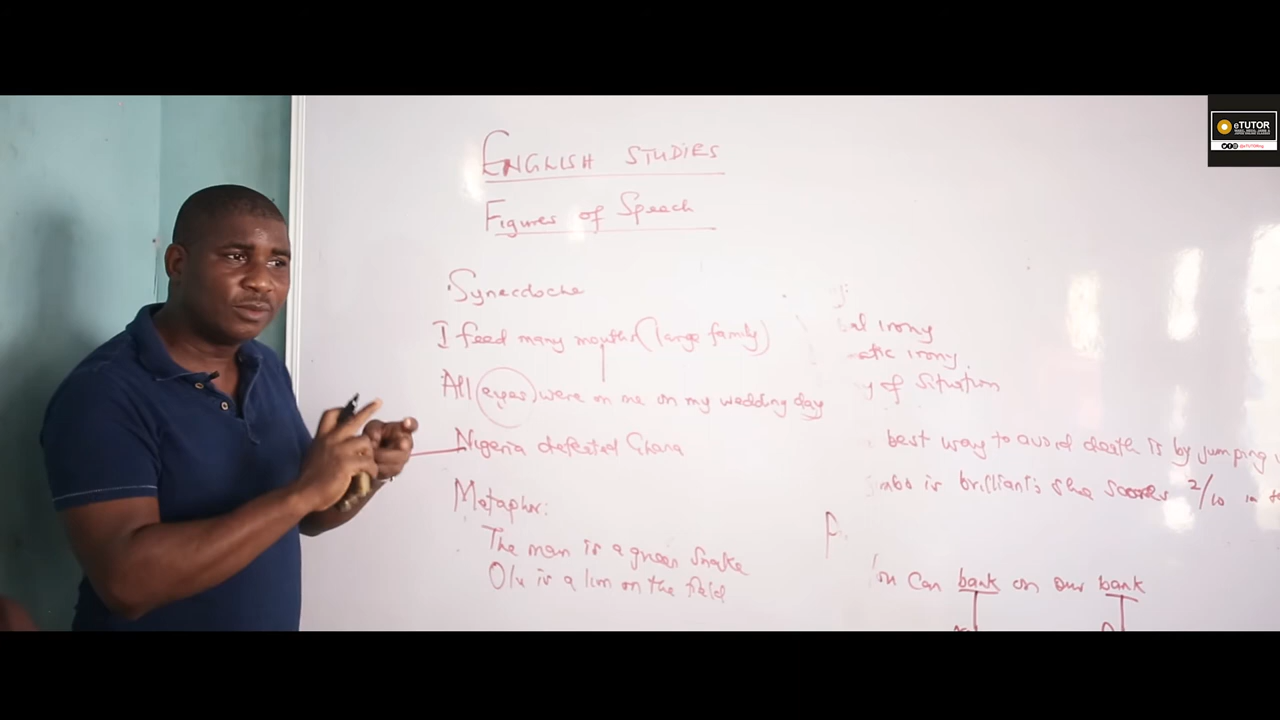 ENGLISH STUDIES
Figures of Speech
Synecdoche
I feed many mouths (large family)
All eyes were on me on my wedding day
Nigeria defeated Ghana
Metaphor:
The man is a green snake
Olu is a lion on the field
irony
irony
of Situation
best way to avoid death is by jumping
is brilliant; she scores 2/10 in
can bank on our bank
eTUTOR